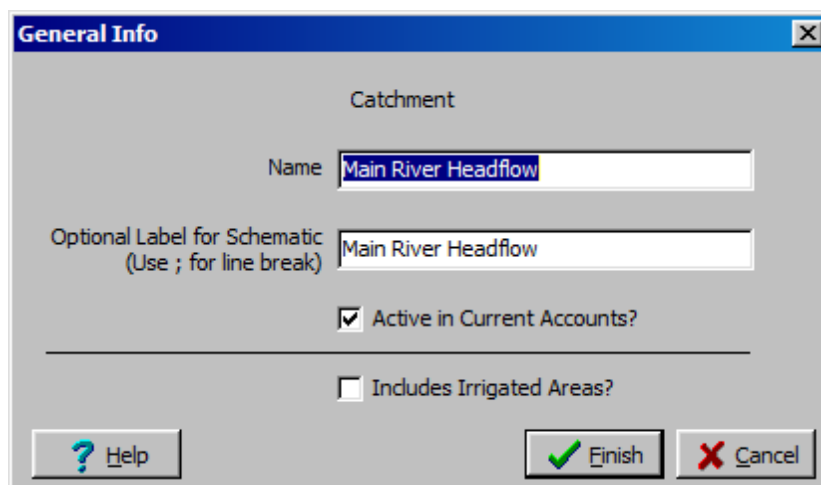 General Info
Catchment
Name
Main River Headflow
Optional Label for Schematic
(Use ; for line break)
Main River Headflow
Active in Current Accounts?
Includes Irrigated Areas?
? Help
Finish
Cancel